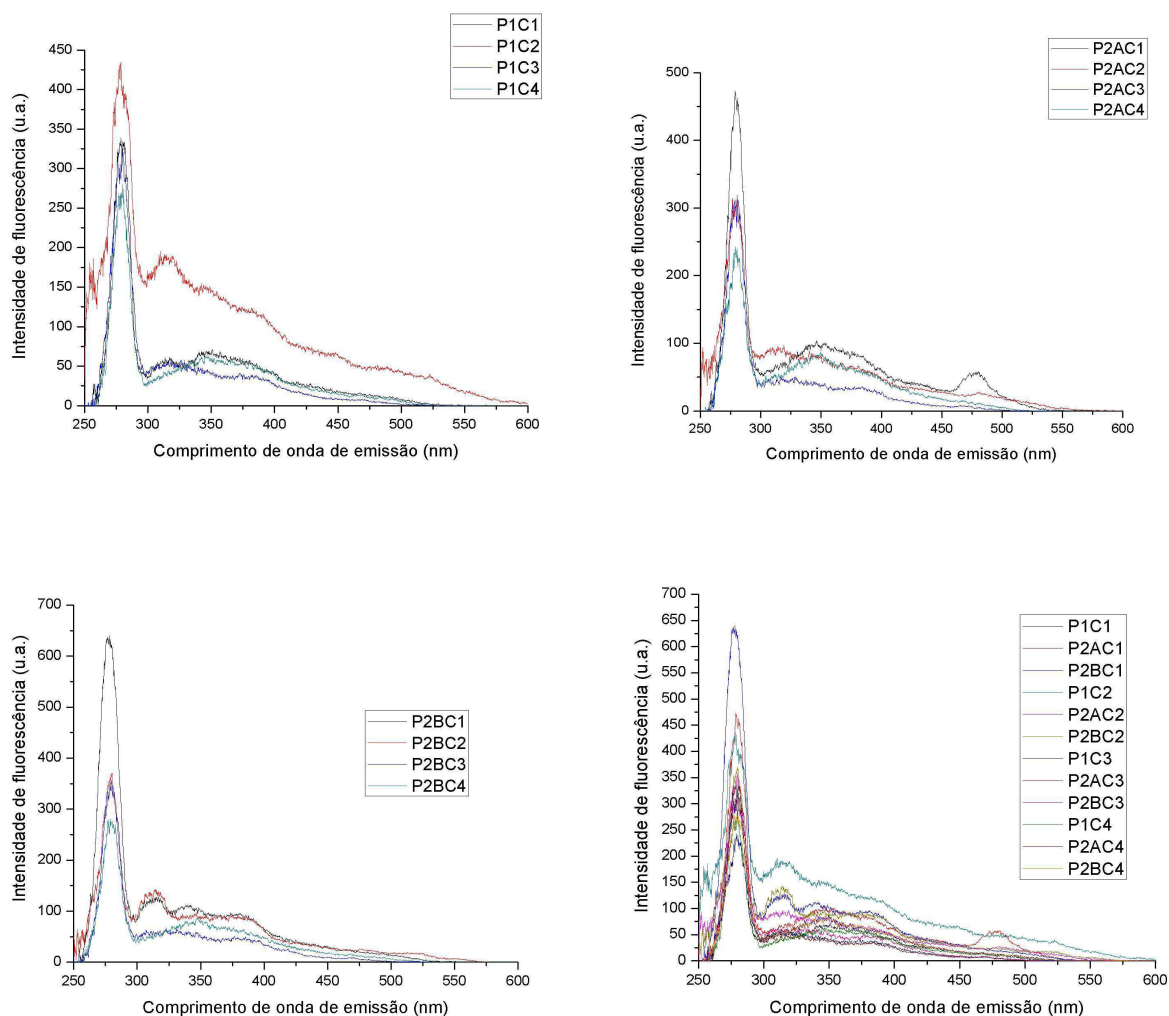 P1C1
P1C2
P1C3
P1C4
450
400
350
300
250
200
150
100
50
0
Intensidade de fluorescência (u.a.)
250 300 350 400 450 500 550 600
Comprimento de onda de emissão (nm)
P2AC1
P2AC2
P2AC3
P2AC4
500
400
300
200
100
0
Intensidade de fluorescência (u.a.)
250 300 350 400 450 500 550 600
Comprimento de onda de emissão (nm)
700
600
500
400
300
200
100
0
Intensidade de fluorescência (u.a.)
P2BC1
P2BC2
P2BC3
P2BC4
250 300 350 400 450 500 550 600
Comprimento de onda de emissão (nm)
700
650
600
550
500
450
400
350
300
250
200
150
100
50
0
Intensidade de fluorescência (u.a.)
P1C1
P2AC1
P2BC1
P1C2
P2AC2
P2BC2
P1C3
P2AC3
P2BC3
P1C4
P2AC4
P2BC4
250 300 350 400 450 500 550 600
Comprimento de onda de emissão (nm)